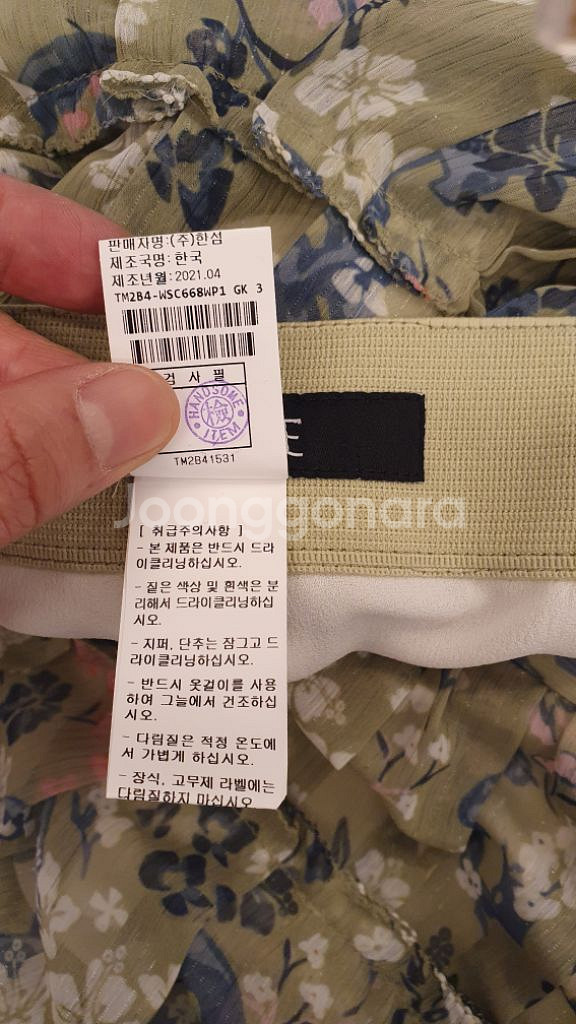 판매자명:(주)한섬
제조국명: 한국
제조년월: 2021.04
TM2B4-WSC668WP1 GK 3
검 사 필
HANDSOME
檢
ITEM
TM2B41531
E
Joonggonara
[ 취급주의사항 ]
- 본 제품은 반드시 드라
이클리닝하십시오.
- 짙은 색상 및 흰색은 분
리해서 드라이클리닝하십
시오.
- 지퍼, 단추는 잠그고 드
라이클리닝하십시오.
- 반드시 옷걸이를 사용
하여 그늘에서 건조하십
시오.
- 다림질은 적정 온도에
서 가볍게 하십시오.
- 장식, 고무제 라벨에는
다림질하지 마십시오